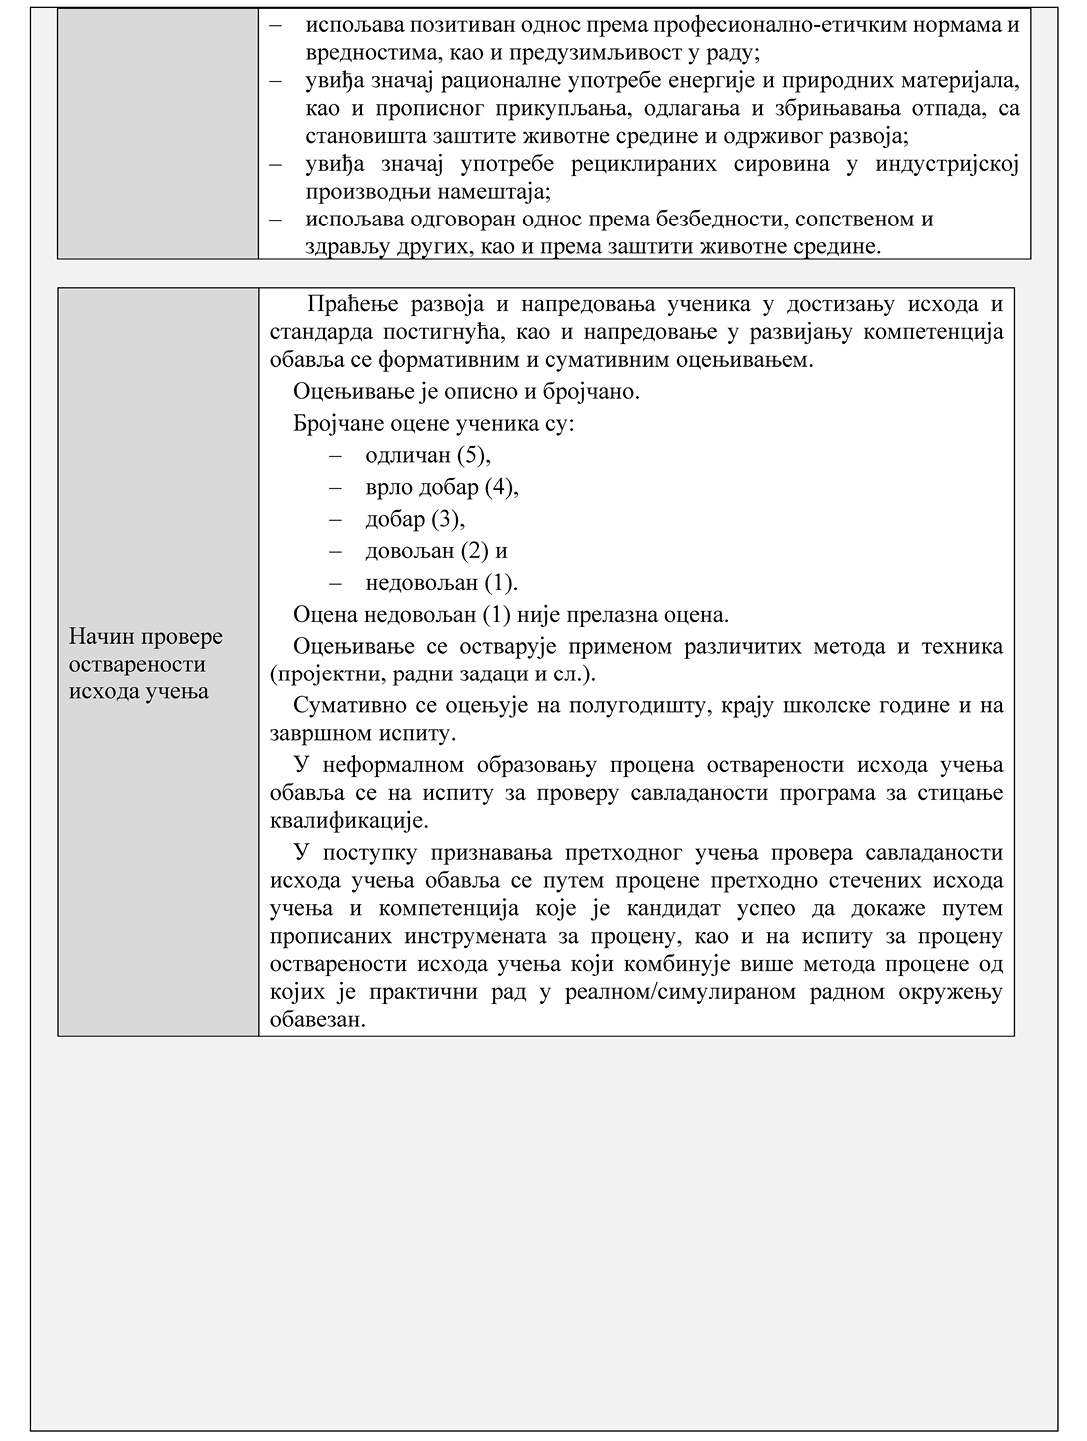 – испољава позитиван однос према професионално-етичким нормама и
вредностима, као и предузимљивост у раду;
– увиђа значај рационалне употребе енергије и природних материјала,
као и прописног прикупљања, одлагања и збрињавања отпада, са
становишта заштите животне средине и одрживог развоја;
– увиђа значај употребе рециклираних сировина у индустријској
производњи намештаја;
– испољава одговоран однос према безбедности, сопственом и
здрављу других, као и према заштити животне средине.
Начин провере
остварености
исхода учења
Праћење развоја и напредовања ученика у достизању исхода и
стандарда постигнућа, као и напредовање у развијању компетенција
обавља се формативним и сумативним оцењивањем.
Оцењивање је описно и бројчано.
Бројчане оцене ученика су:
– одличан (5),
– врло добар (4),
– добар (3),
– довољан (2) и
– недовољан (1).
Оцена недовољан (1) није прелазна оцена.
Оцењивање се остварује применом различитих метода и техника
(пројектни, радни задаци и сл.).
Сумативно се оцењује на полугодишту, крају школске године и на
завршном испиту.
У неформалном образовању процена остварености исхода учења
обавља се на испиту за проверу савладаности програма за стицање
квалификације.
У поступку признавања претходног учења провера савладаности
исхода учења обавља се путем процене претходно стечених исхода
учења и компетенција које је кандидат успео да докаже путем
прописаних инструмената за процену, као и на испиту за процену
остварености исхода учења који комбинује више метода процене од
којих је практични рад у реалном/симулираном радном окружењу
обавезан.